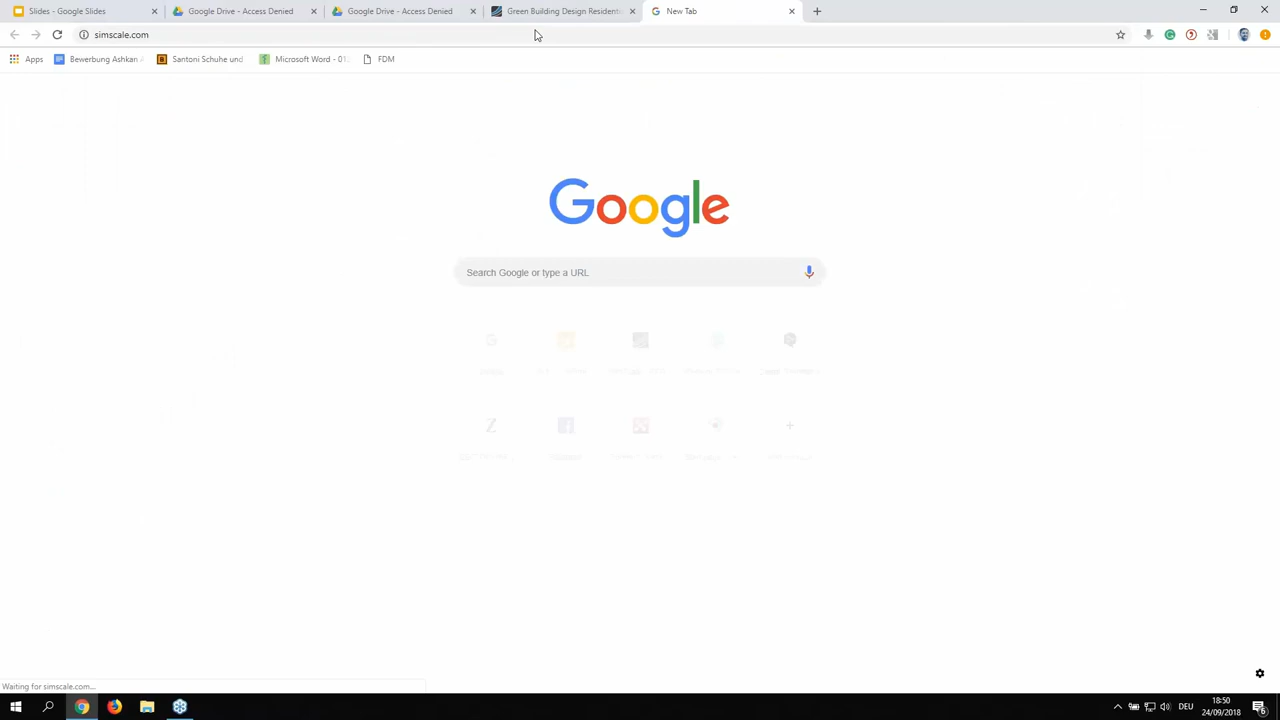 Slides - Google Slides
Google Drive - Access Denied
Google Drive - Access Denied
Green Building Design Resident
New Tab
simscale.com
Apps
Bewerbung Ashkan
Santoni Schuhe und
Microsoft Word - 01
FDM
Google
Search Google or type a URL
Waiting for simscale.com...
DEU
18:50
24/09/2018
6